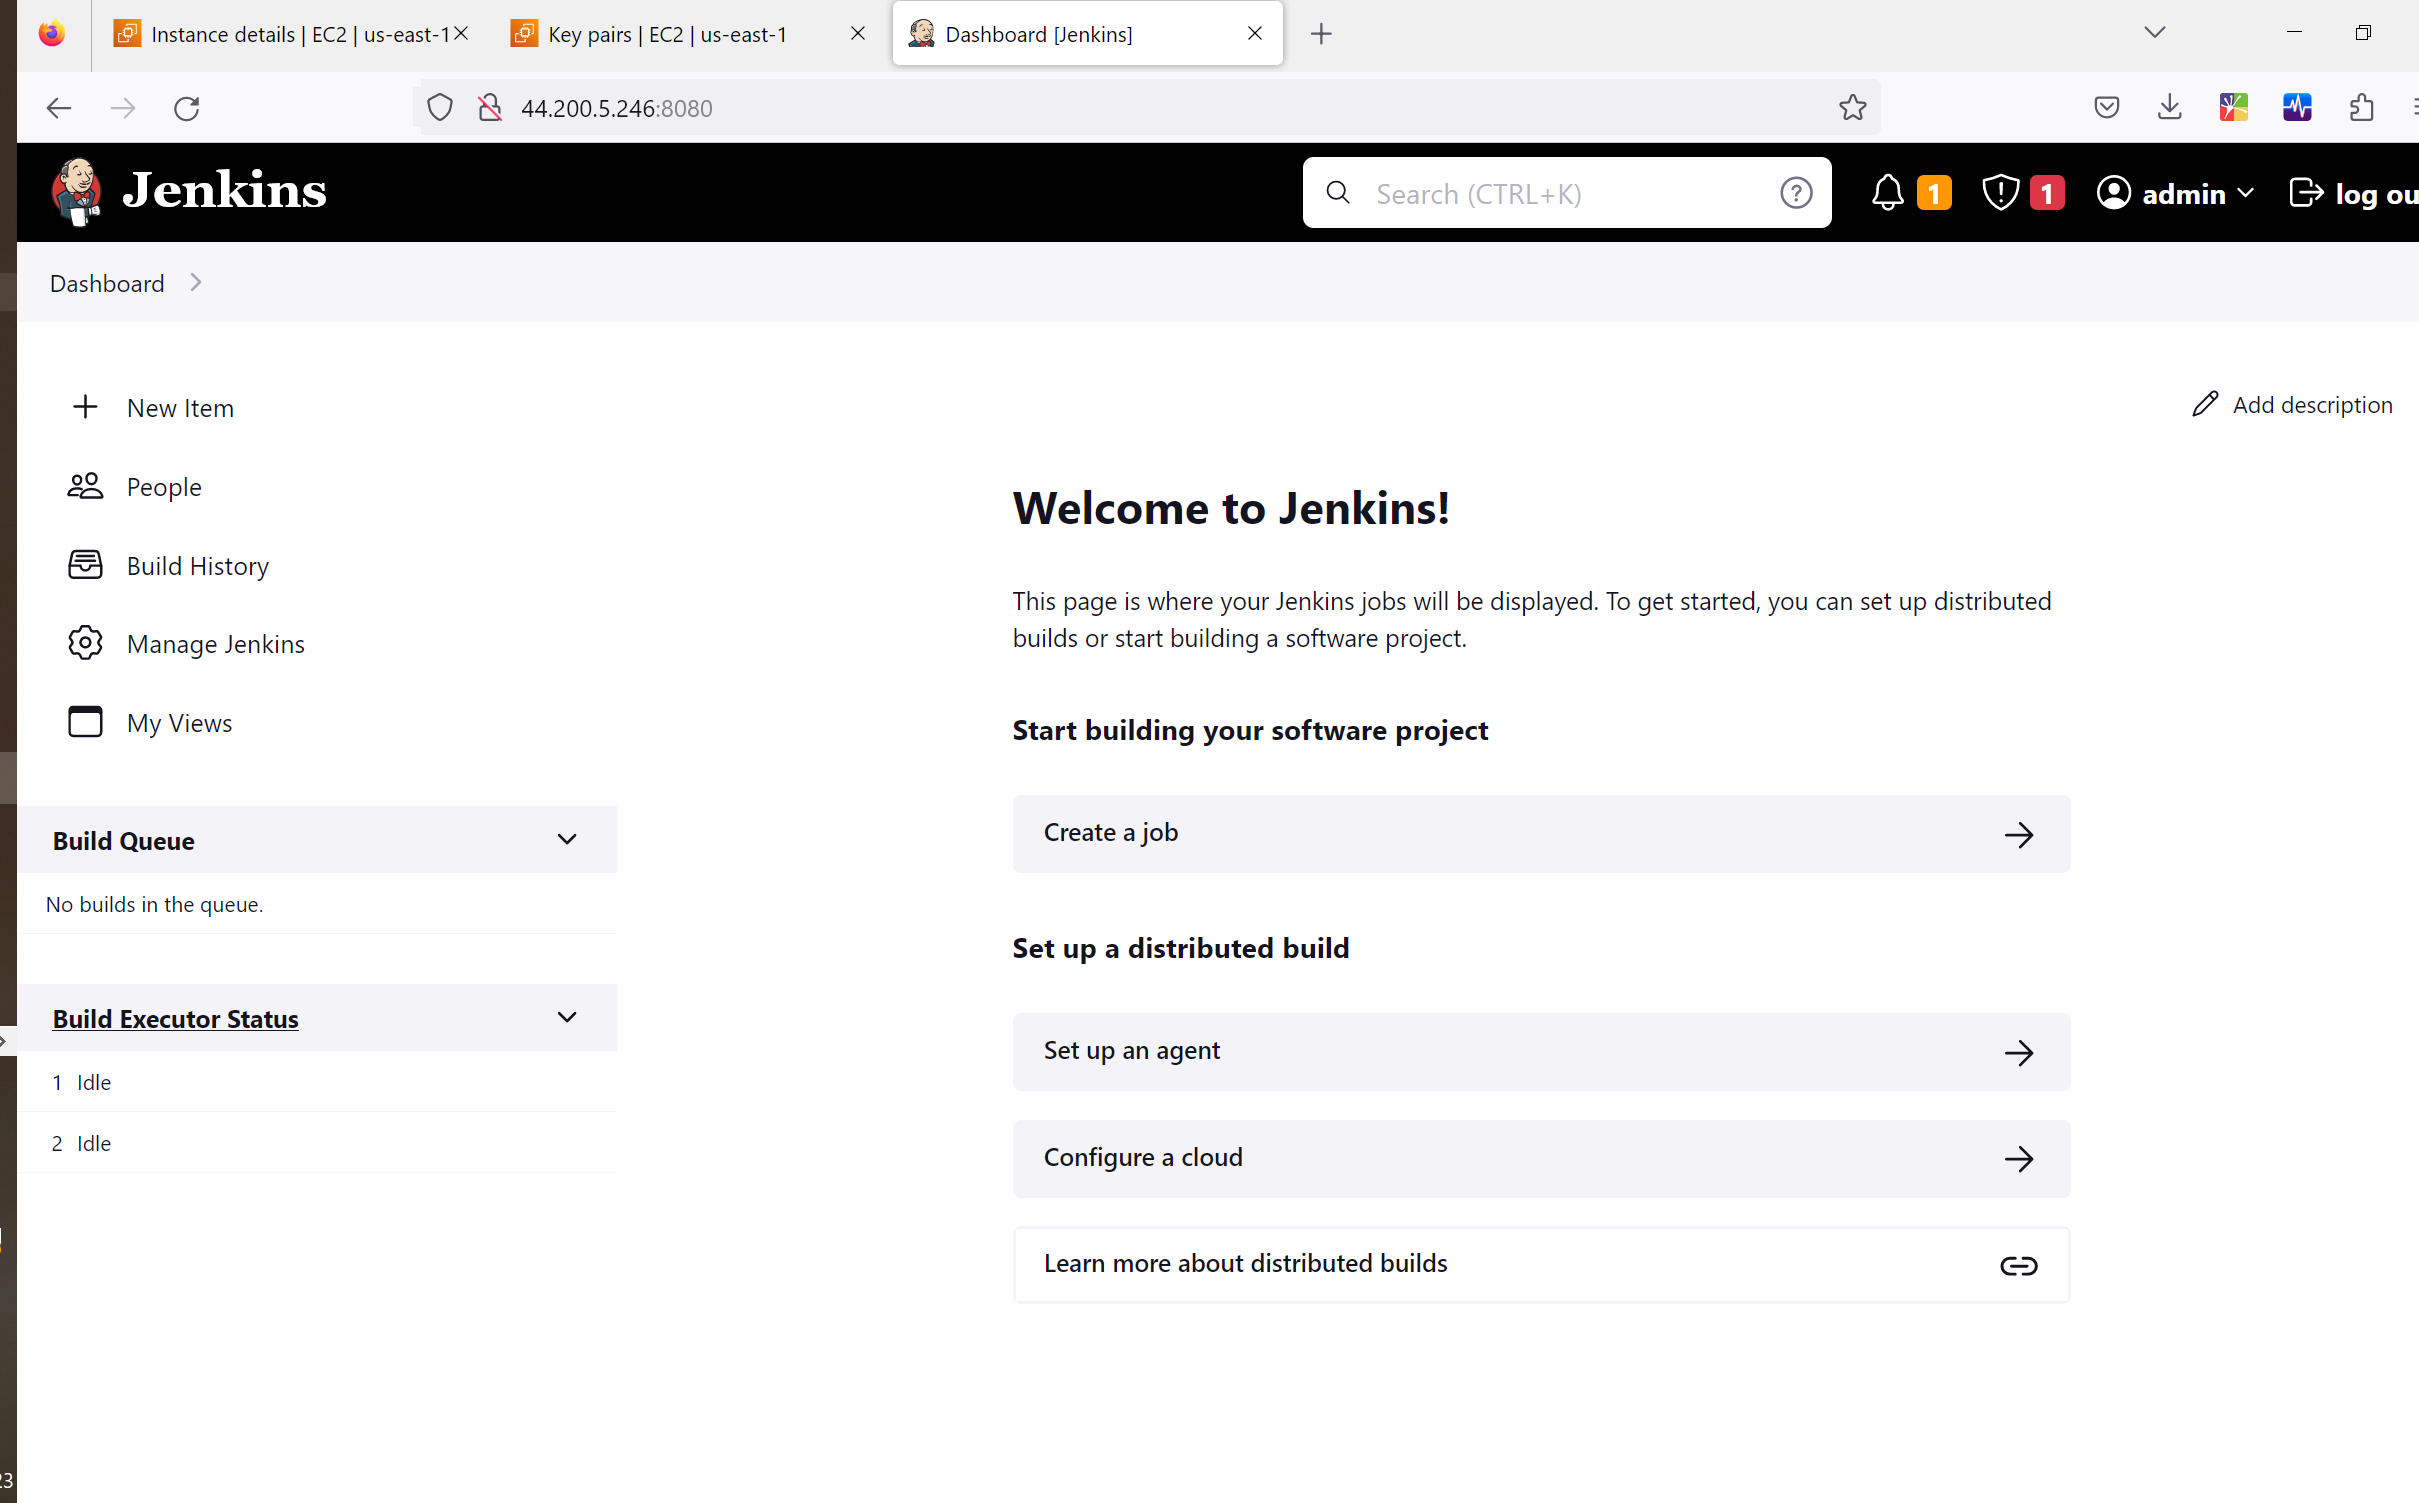 Instance details | EC2 | us-east-1
Key pairs | EC2 | us-east-1
Dashboard [Jenkins]
44.200.5.246:8080
Jenkins
Search (CTRL+K)
1
1
admin
log ou
Dashboard
New Item
People
Build History
Manage Jenkins
My Views
Build Queue
No builds in the queue.
Build Executor Status
1 Idle
2 Idle
Add description
Welcome to Jenkins!
This page is where your Jenkins jobs will be displayed. To get started, you can set up distributed
builds or start building a software project.
Start building your software project
Create a job
Set up a distributed build
Set up an agent
Configure a cloud
Learn more about distributed builds
23